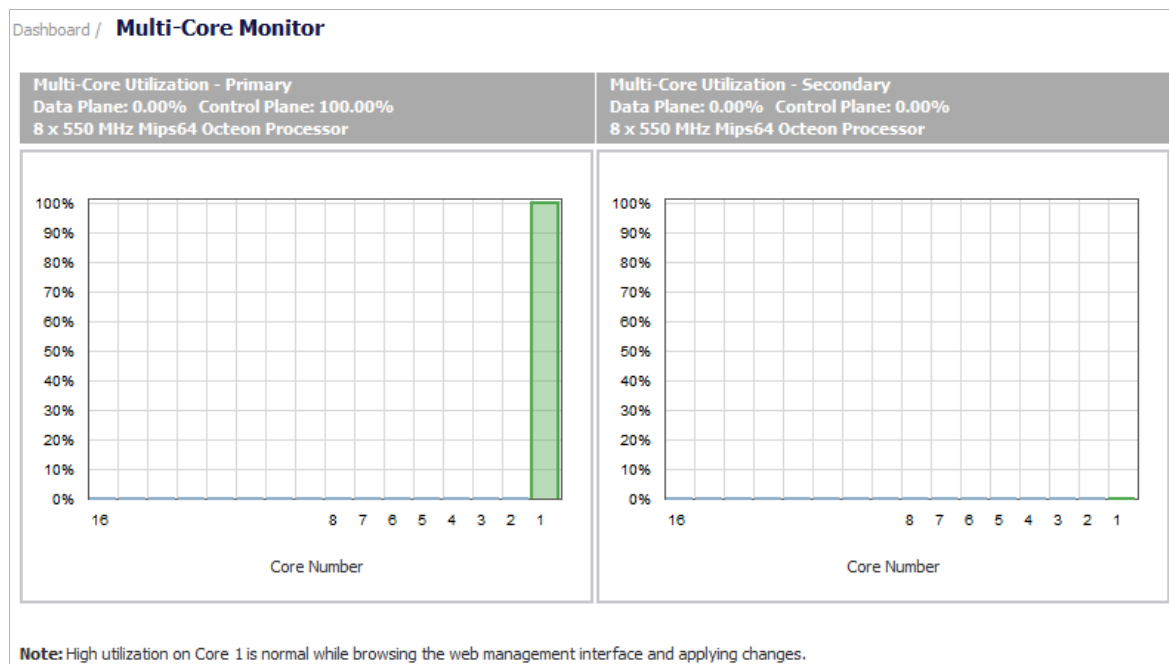 Dashboard / Multi-Core Monitor
Multi-Core Utilization - Primary
Data Plane: 0.00% Control Plane: 100.00%
8 x 550 MHz Mips64 Octeon Processor
100%
90%
80%
70%
60%
50%
40%
30%
20%
10%
0%
16 8 7 6 5 4 3 2 1
Core Number
Multi-Core Utilization - Secondary
Data Plane: 0.00% Control Plane: 0.00%
8 x 550 MHz Mips64 Octeon Processor
100%
90%
80%
70%
60%
50%
40%
30%
20%
10%
0%
16 8 7 6 5 4 3 2 1
Core Number
Note: High utilization on Core 1 is normal while browsing the web management interface and applying changes.